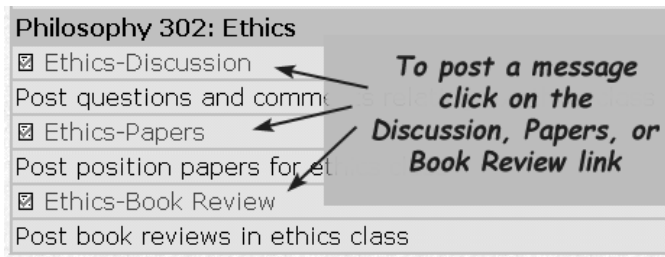 Philosophy 302: Ethics
Ethics-Discussion
Post questions and comme
Ethics-Papers
Post position papers for et
Ethics-Book Review
Post book reviews in ethics class
To post a message
click on the
Discussion, Papers, or
Book Review link